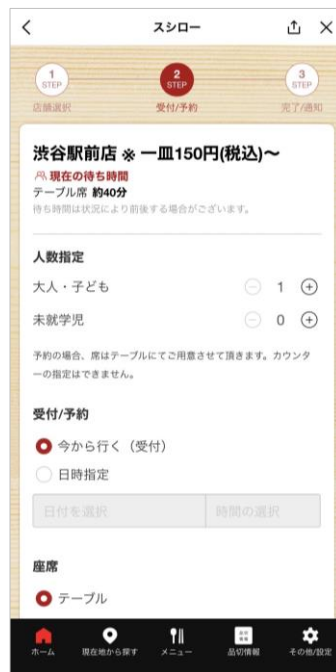 スシロー
1
STEP
店舗選択
2
STEP
受付/予約
3
STEP
完了/通知
渋谷駅前店 ※ 一皿150円(税込)〜
現在の待ち時間
テーブル席 約40分
待ち時間は状況により前後する場合がございます。
人数指定
大人・子ども 1
未就学児 0
予約の場合、席はテーブルにてご用意させて頂きます。カウンタ
ーの指定はできません。
受付/予約
今から行く（受付）
日時指定
日付を選択 時間の選択
座席
テーブル
ホーム 現在地から探す メニュー 品切情報 その他/設定